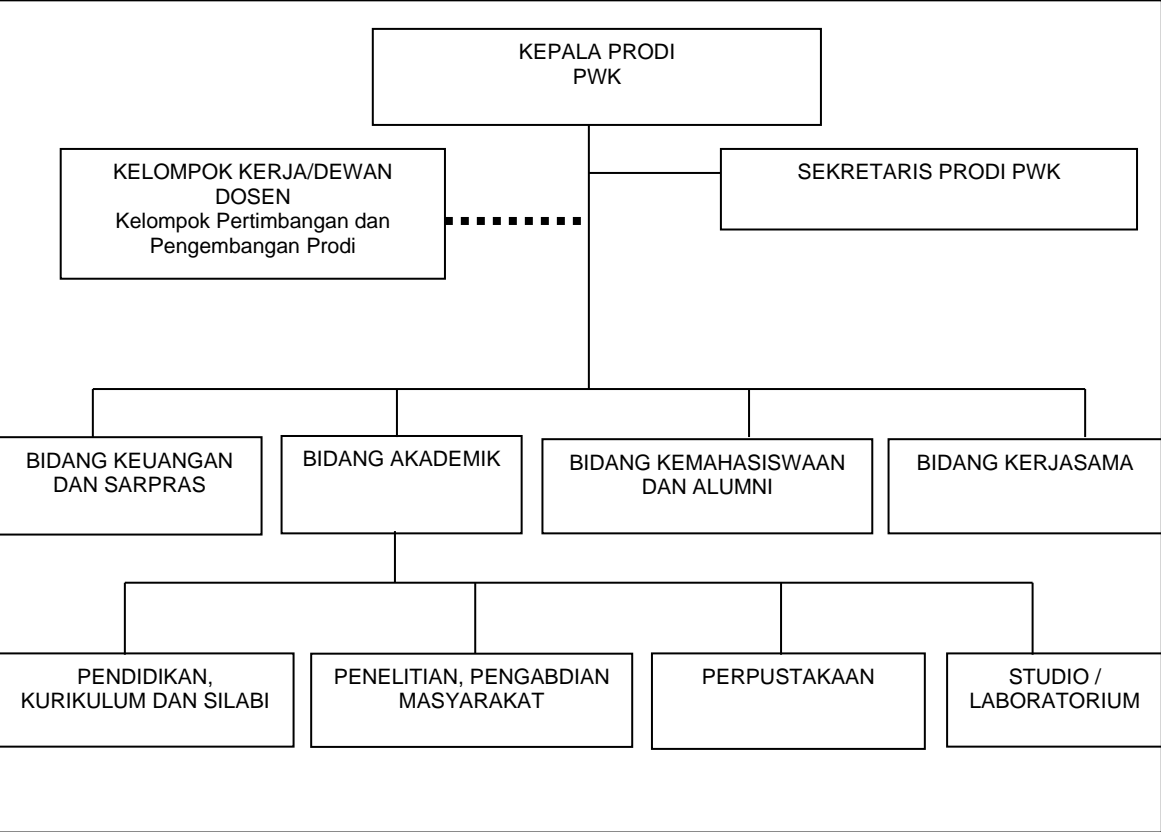 KEPALA PRODI
PWK
KELOMPOK KERJA/DEWAN
DOSEN
Kelompok Pertimbangan dan
Pengembangan Prodi
SEKRETARIS PRODI PWK
BIDANG KEUANGAN
DAN SARPRAS
BIDANG AKADEMIK
BIDANG KEMAHASISWAAN
DAN ALUMNI
BIDANG KERJASAMA
PENDIDIKAN,
KURIKULUM DAN SILABI
PENELITIAN, PENGABDIAN
MASYARAKAT
PERPUSTAKAAN
STUDIO /
LABORATORIUM